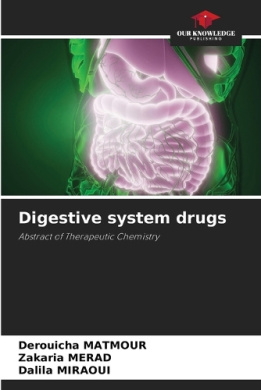 OUR KNOWLEDGE
PUBLISHING
Digestive system drugs
Abstract of Therapeutic Chemistry
Derouicha MATMOUR
Zakaria MERAD
Dalila MIRAOUI